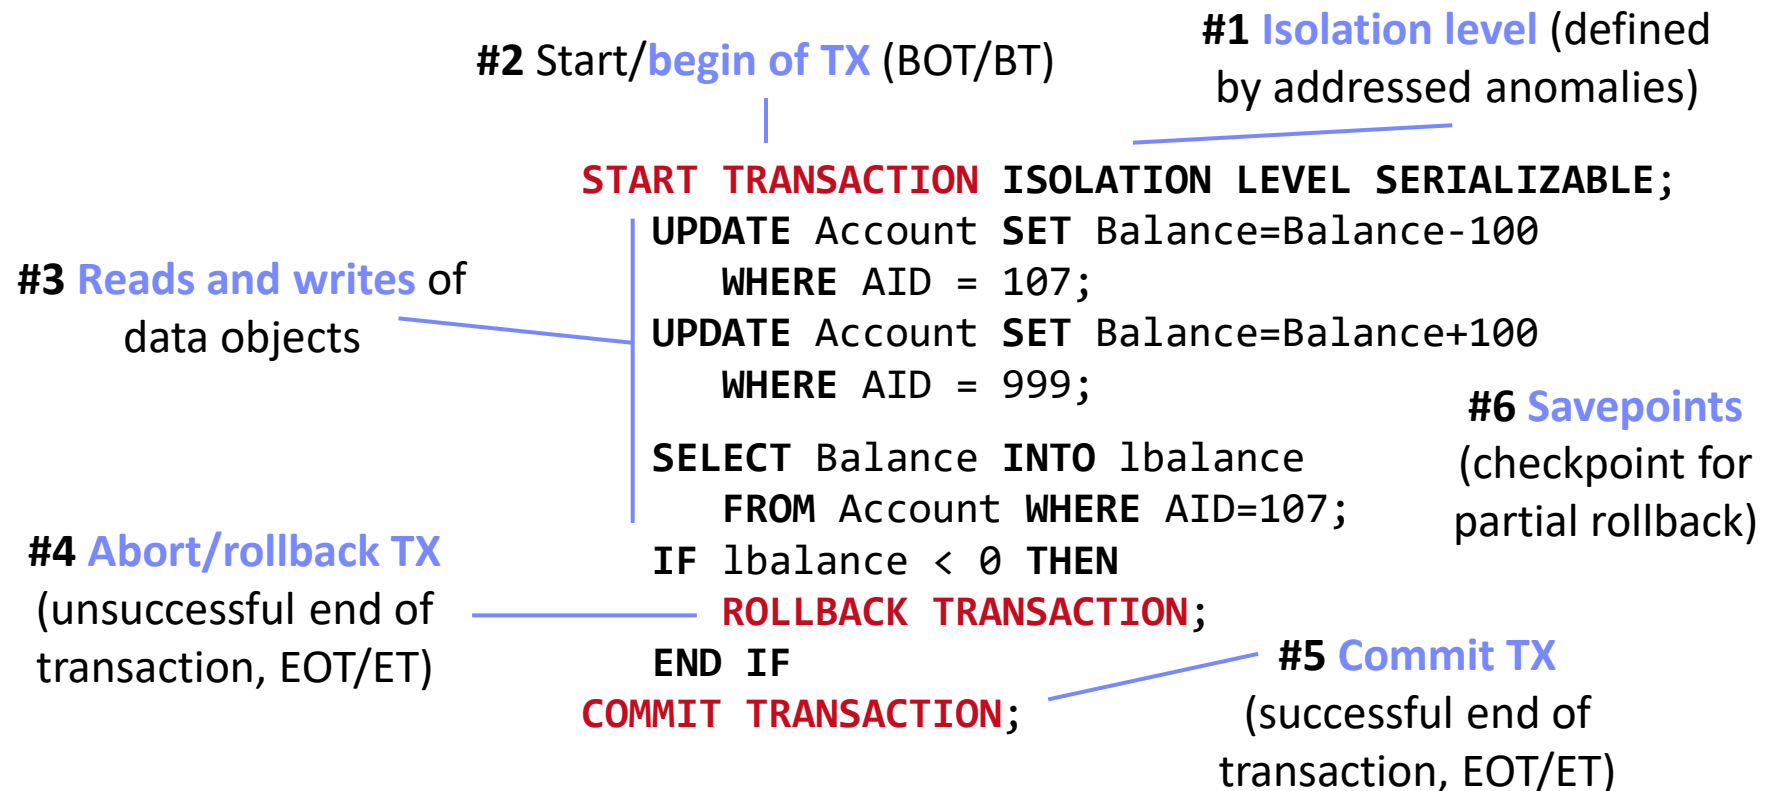 #1 Isolation level (defined
by addressed anomalies)
#2 Start/begin of TX (BOT/BT)
START TRANSACTION ISOLATION LEVEL SERIALIZABLE;
UPDATE Account SET Balance=Balance-100
WHERE AID = 107;
UPDATE Account SET Balance=Balance+100
WHERE AID = 999;
SELECT Balance INTO lbalance
FROM Account WHERE AID=107;
IF lbalance < 0 THEN
ROLLBACK TRANSACTION;
END IF
COMMIT TRANSACTION;
#3 Reads and writes of
data objects
#4 Abort/rollback TX
(unsuccessful end of
transaction, EOT/ET)
#6 Savepoints
(checkpoint for
partial rollback)
#5 Commit TX
(successful end of
transaction, EOT/ET)